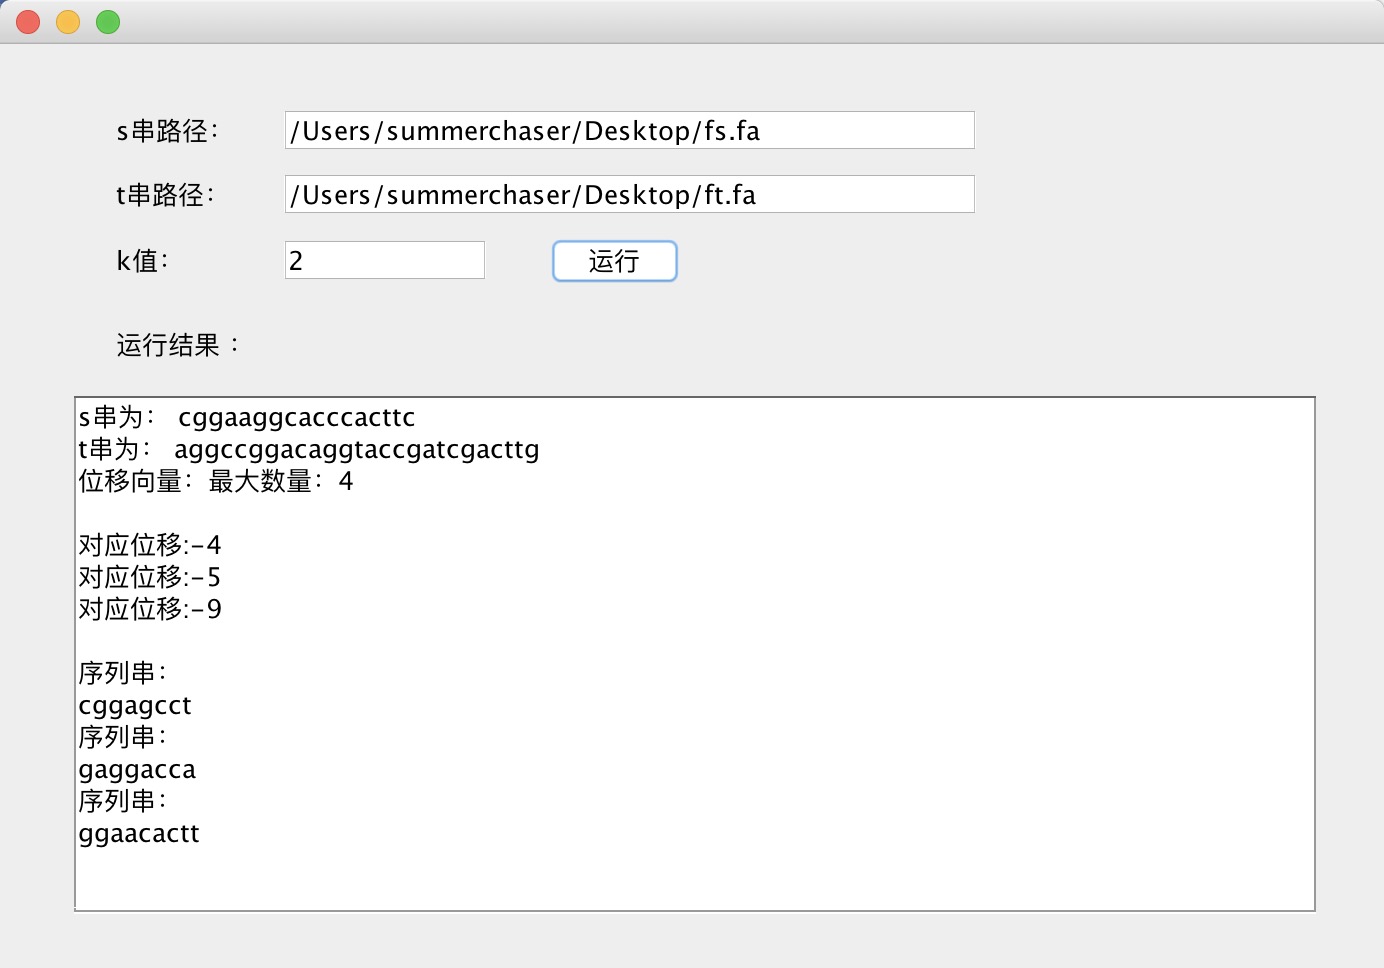 s串路径：
/Users/summerchaser/Desktop/fs.fa
t串路径：
/Users/summerchaser/Desktop/ft.fa
k值：
2
运行
运行结果 ：
s串为： cggaaggcacccacttc
t串为： aggccggacaggtaccgatcgacttg
位移向量：最大数量：4
对应位移:-4
对应位移:-5
对应位移:-9
序列串：
cggagcct
序列串：
gaggacca
序列串：
ggaacactt